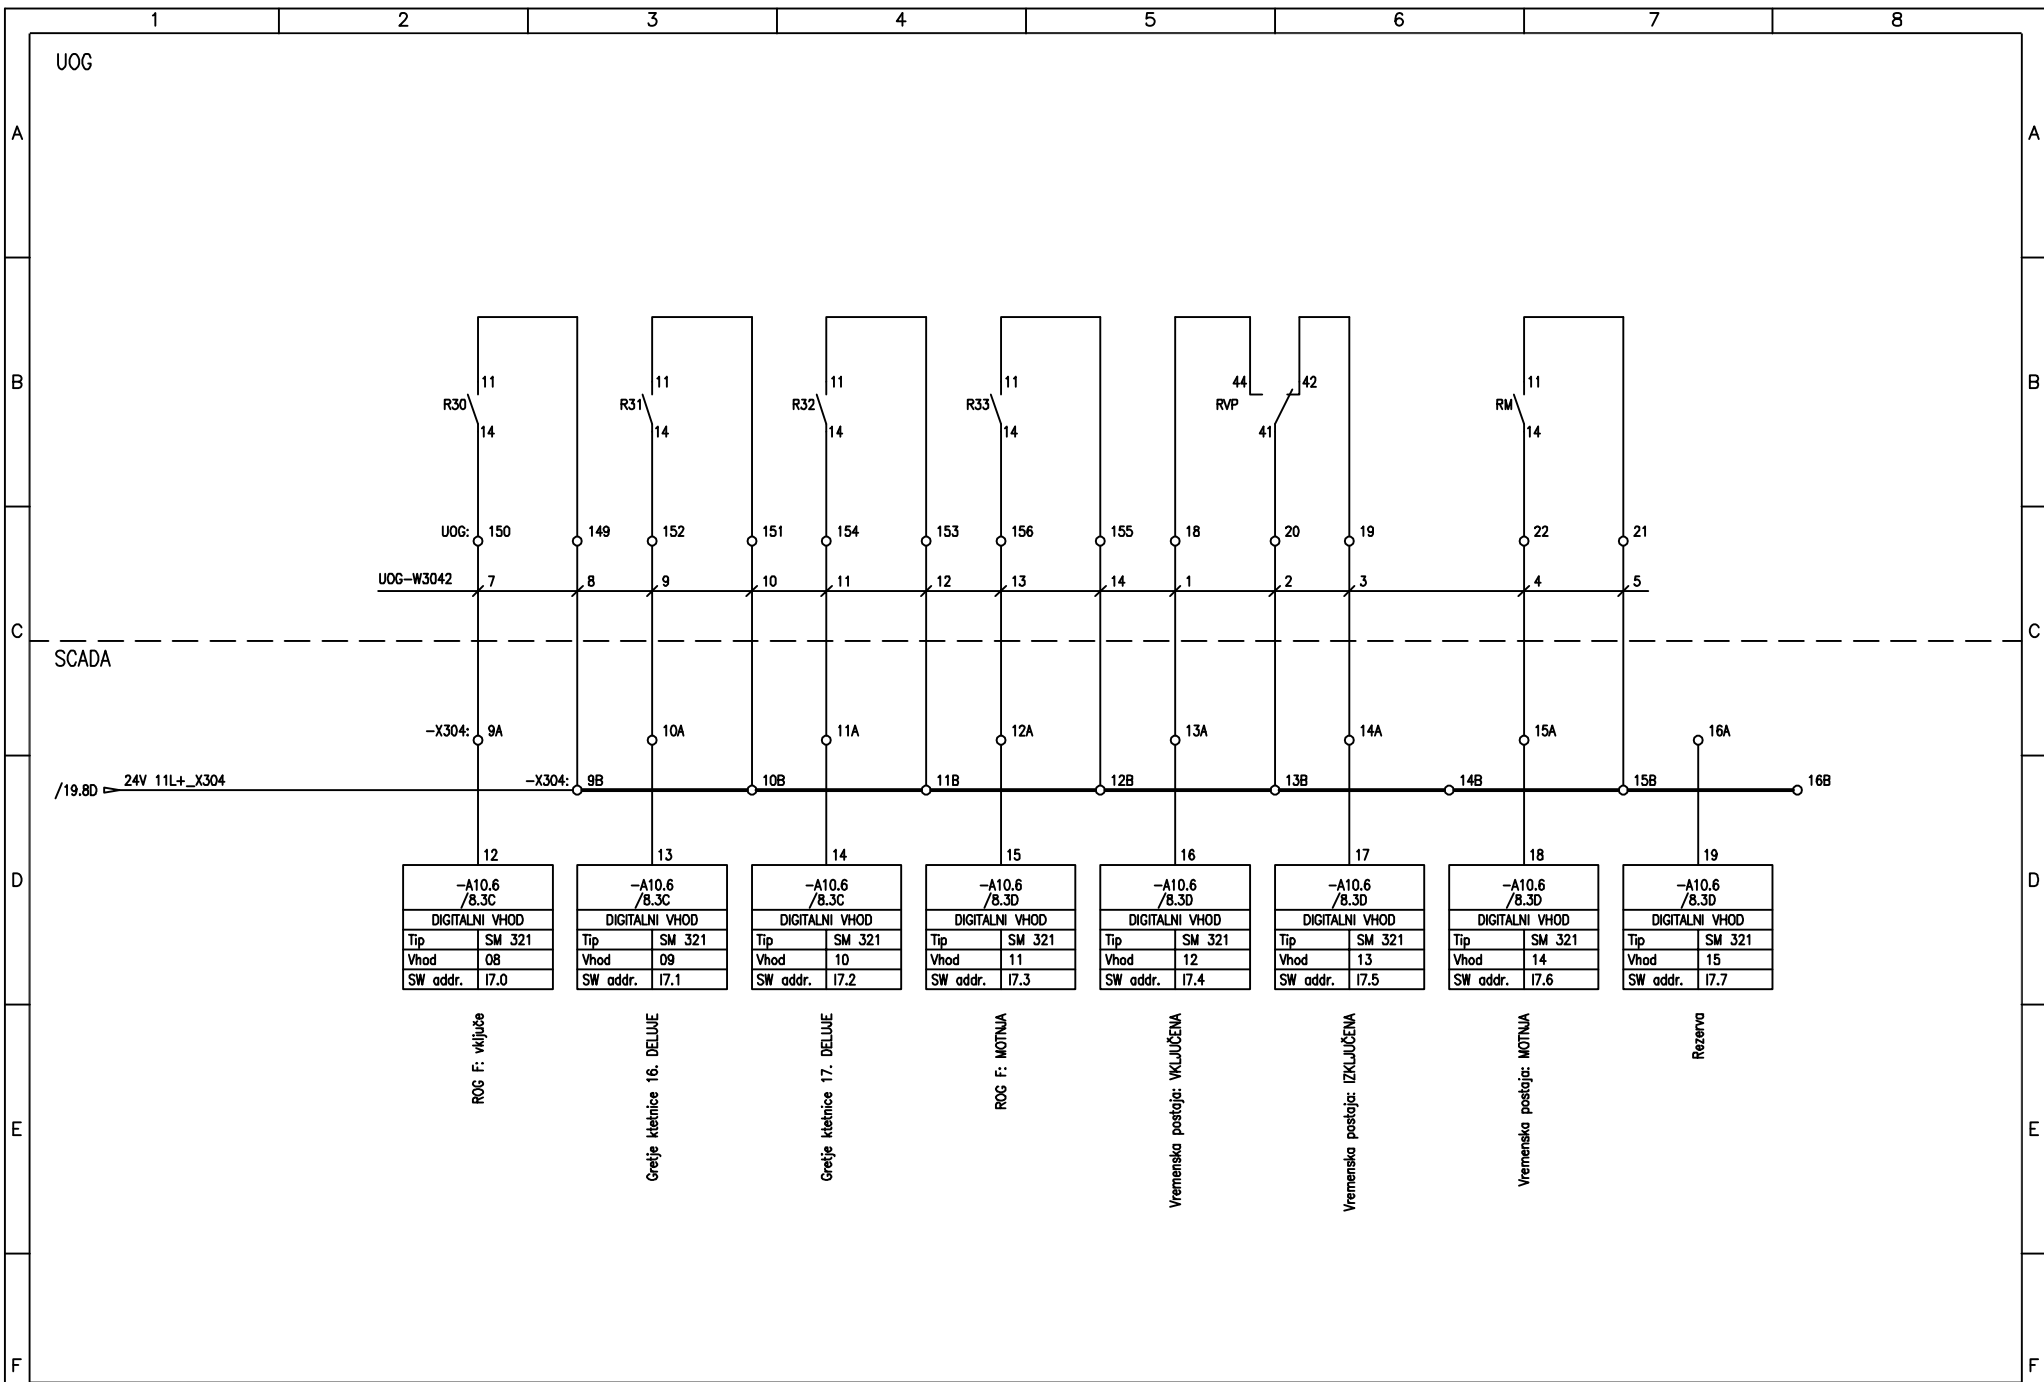 1 2 3 4 5 6 7 8
UOG
A A
B B
11 11 11 11 44 42 11
R30 R31 R32 R33 RVP RM
14 14 14 14 41 14
UOG: 150 149 152 151 154 153 156 155 18 20 19 22 21
UOG-W3042 7 8 9 10 11 12 13 14 1 2 3 4 5
C C
SCADA
-X304: 9A 10A 11A 12A 13A 14A 15A 16A
/19.8D 24V 11L+_X304 -X304: 9B 10B 11B 12B 13B 14B 15B 16B
12 13 14 15 16 17 18 19
D D
-A10.6 -A10.6 -A10.6 -A10.6 -A10.6 -A10.6 -A10.6 -A10.6
/8.3C /8.3C /8.3C /8.3D /8.3D /8.3D /8.3D /8.3D
DIGITALNI VHOD DIGITALNI VHOD DIGITALNI VHOD DIGITALNI VHOD DIGITALNI VHOD DIGITALNI VHOD DIGITALNI VHOD DIGITALNI VHOD
Tip SM 321 Tip SM 321 Tip SM 321 Tip SM 321 Tip SM 321 Tip SM 321 Tip SM 321 Tip SM 321
Vhod 08 Vhod 09 Vhod 10 Vhod 11 Vhod 12 Vhod 13 Vhod 14 Vhod 15
SW addr. I7.0 SW addr. I7.1 SW addr. I7.2 SW addr. I7.3 SW addr. I7.4 SW addr. I7.5 SW addr. I7.6 SW addr. I7.7
ROG F: vključe
Gretje ktetnice 16. DELUJE
Gretje ktetnice 17. DELUJE
ROG F: MOTNJA
Vremenska postaja: VKLJUČENA
Vremenska postaja: IZKLJUČENA
Vremenska postaja: MOTNJA
Rezerva
E E
F F